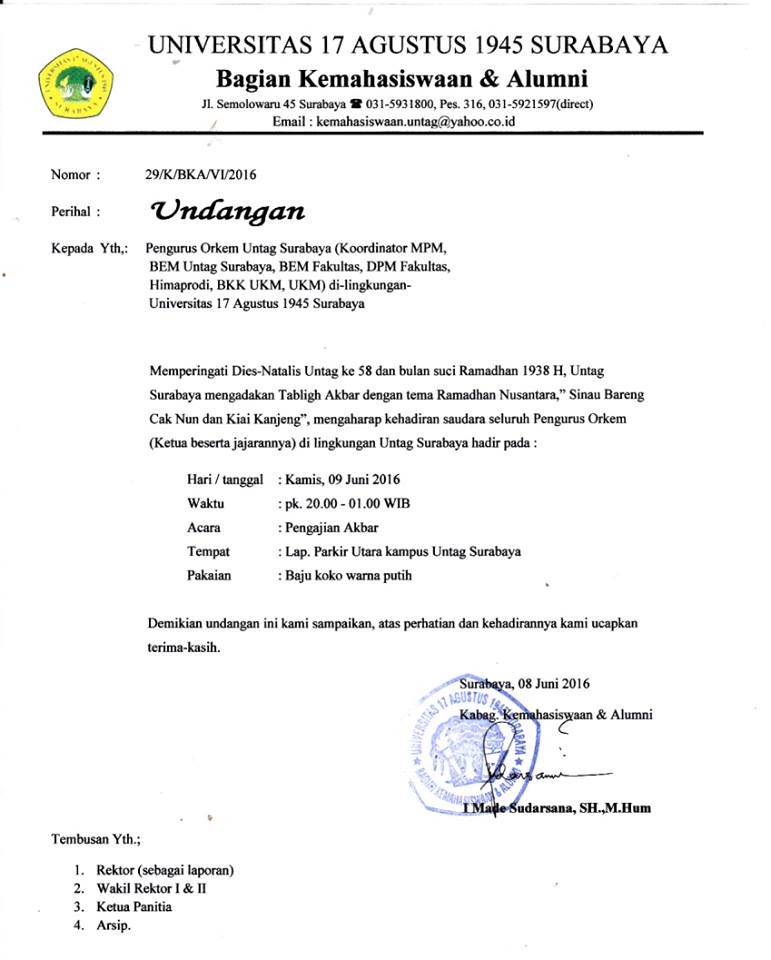 UNIVERSITAS 17 AGUSTUS 1945 SURABAYA
Bagian Kemahasiswaan & Alumni
Jl. Semolowaru 45 Surabaya ☎ 031-5931800, Pes. 316, 031-5921597(direct)
Email : kemahasiswaan.untag@yahoo.co.id
Nomor : 29/K/BKA/VI/2016
Perihal : Undangan
Kepada Yth,: Pengurus Orkem Untag Surabaya (Koordinator MPM,
BEM Untag Surabaya, BEM Fakultas, DPM Fakultas,
Himaprodi, BKK UKM, UKM) di-lingkungan-
Universitas 17 Agustus 1945 Surabaya
Memperingati Dies-Natalis Untag ke 58 dan bulan suci Ramadhan 1938 H, Untag
Surabaya mengadakan Tabligh Akbar dengan tema Ramadhan Nusantara,” Sinau Bareng
Cak Nun dan Kiai Kanjeng”, mengaharap kehadiran saudara seluruh Pengurus Orkem
(Ketua beserta jajarannya) di lingkungan Untag Surabaya hadir pada :
Hari / tanggal : Kamis, 09 Juni 2016
Waktu : pk. 20.00 - 01.00 WIB
Acara : Pengajian Akbar
Tempat : Lap. Parkir Utara kampus Untag Surabaya
Pakaian : Baju koko warna putih
Demikian undangan ini kami sampaikan, atas perhatian dan kehadirannya kami ucapkan
terima-kasih.
Surabaya, 08 Juni 2016
Kabag. Kemahasiswaan & Alumni
UNIVERSITAS 17 AGUSTUS 1945 SURABAYA
BAGIAN KEMAHASISWAAN & ALUMNI
I Made Sudarsana, SH.,M.Hum
Tembusan Yth.;
1. Rektor (sebagai laporan)
2. Wakil Rektor I & II
3. Ketua Panitia
4. Arsip.